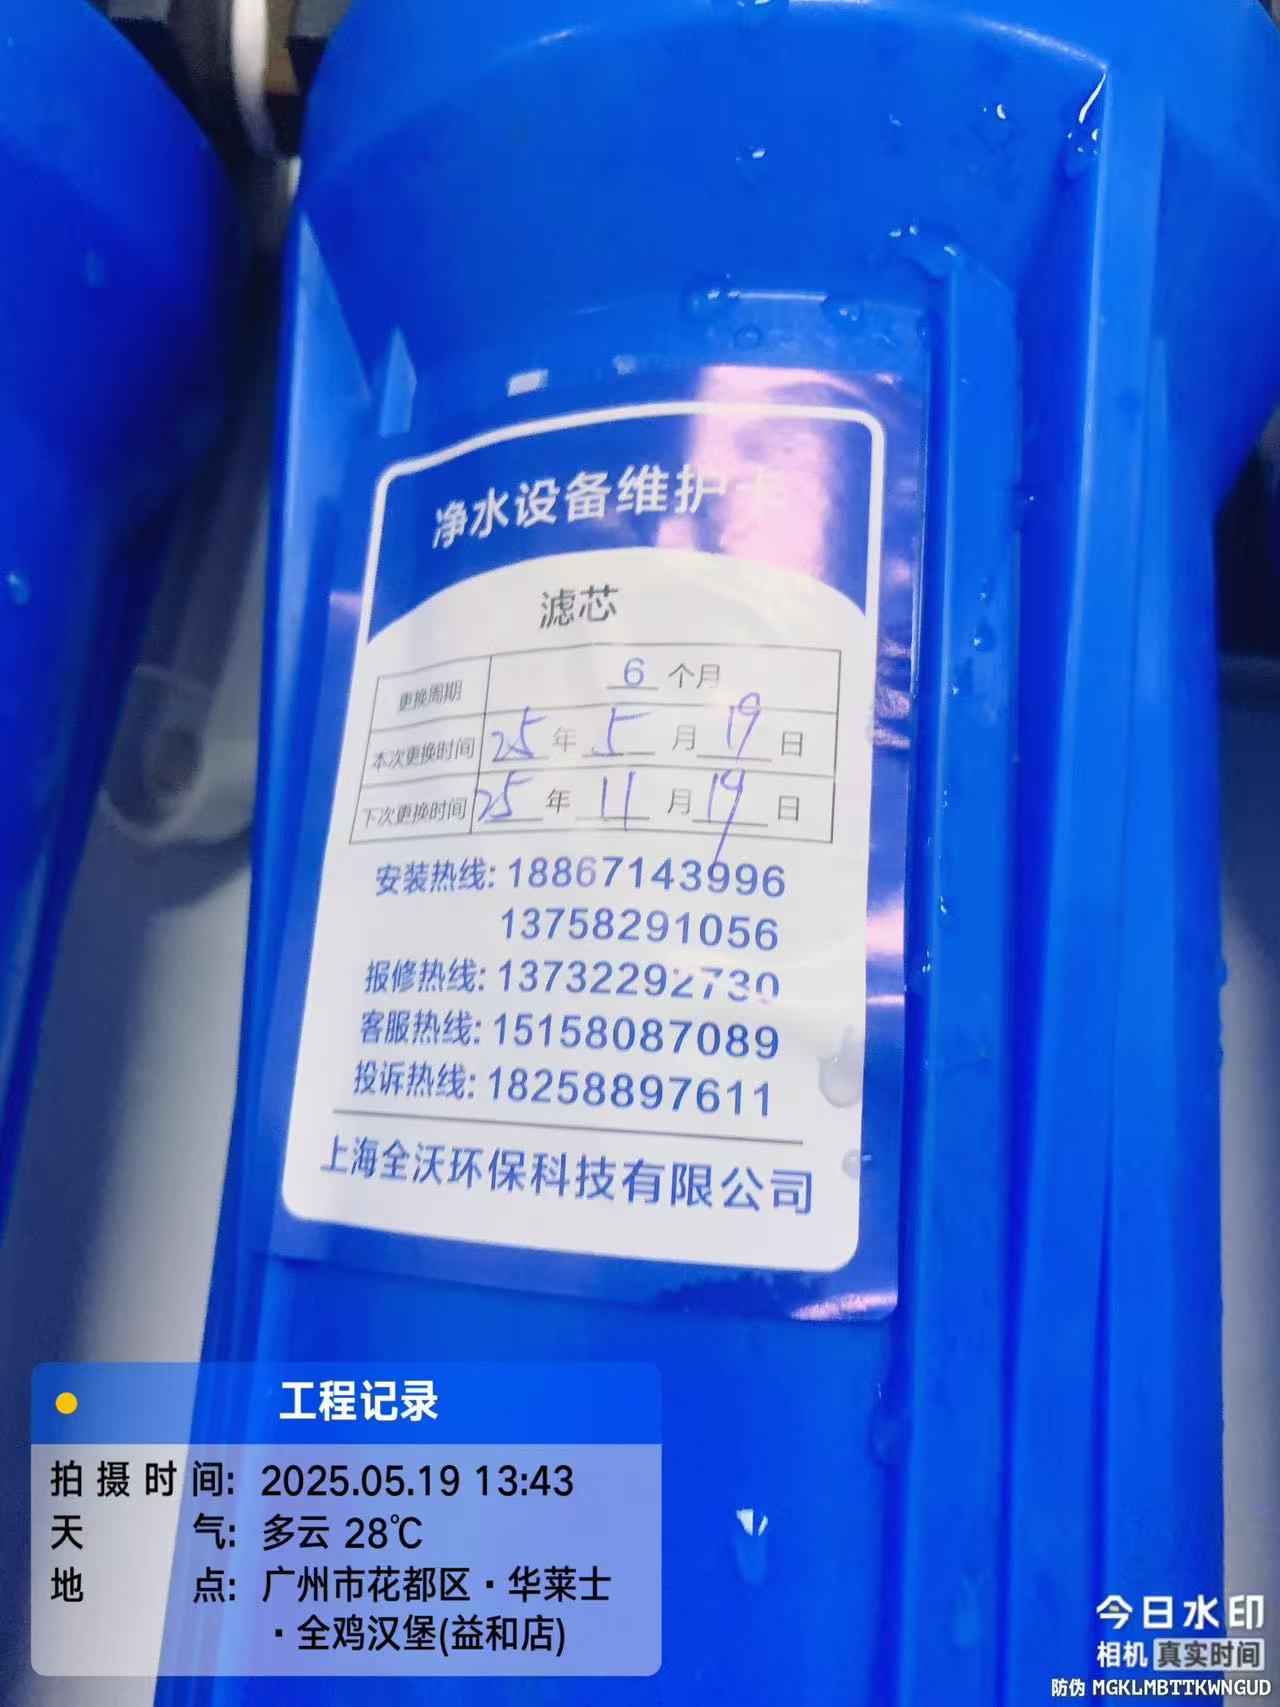 净水设备维护卡
滤芯
更换周期 6 个月
本次更换时间 25 年 5 月 19 日
下次更换时间 25 年 11 月 19 日
安装热线: 18867143996
13758291056
报修热线: 13732292730
客服热线: 15158087089
投诉热线: 18258897611
上海全沃环保科技有限公司
工程记录
拍摄时间: 2025.05.19 13:43
天气: 多云 28℃
地点: 广州市花都区·华莱士
·全鸡汉堡(益和店)
今日水印
相机 真实时间
防伪 MGKLMBTTKWNGUD